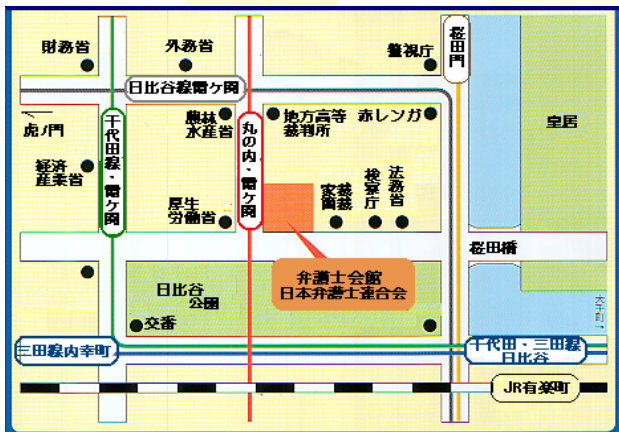 財務省
外務省
警視庁
桜田門
日比谷線霞ケ関
虎ノ門
千代田線・霞ケ関
農林
水産省
丸の内・霞ケ関
地方高等
裁判所
赤レンガ
皇居
経済
産業省
厚生
労働省
家裁
簡裁
検察庁
法務省
桜田橋
弁護士会館
日本弁護士連合会
日比谷
公園
交番
三田線内幸町
千代田・三田線
日比谷
JR有楽町